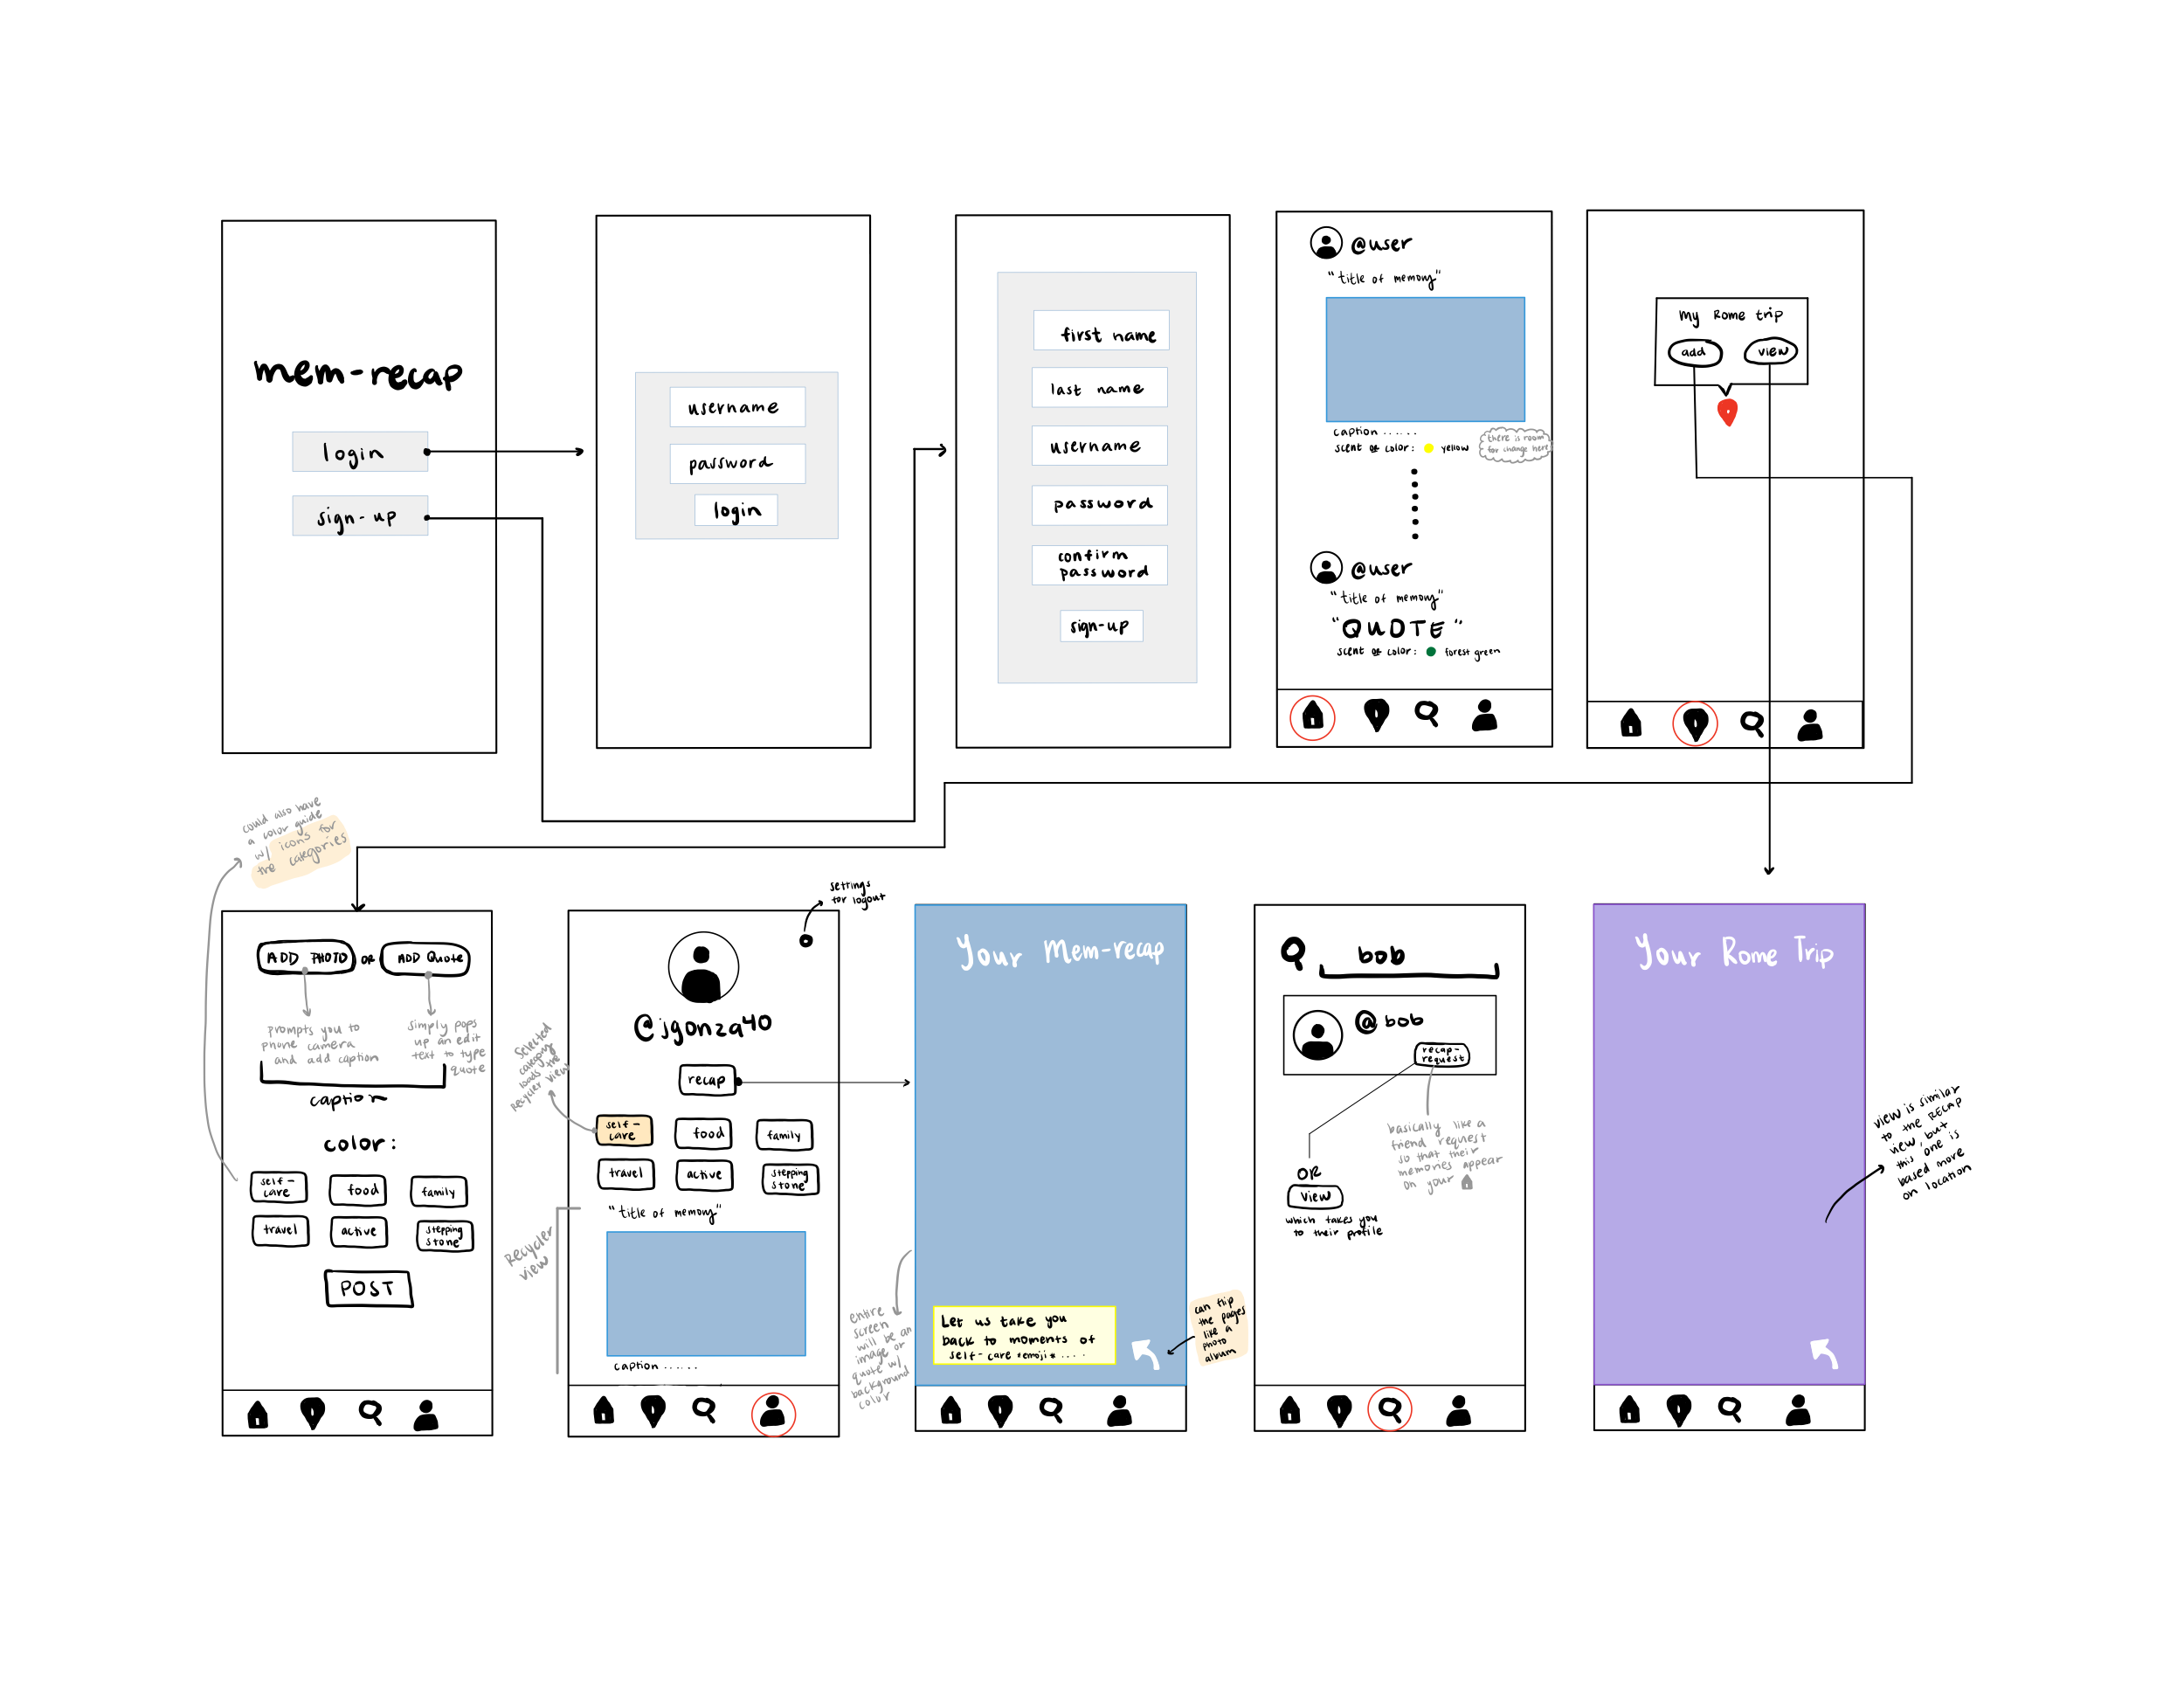 mem-recap
login
sign-up
username
password
login
first name
last name
username
password
confirm
password
sign-up
@user
"title of memory"
caption ......
scent or color: yellow
there is room
for change here
@user
"title of memory"
"QUOTE"
scent or color: forest green
My Rome trip
add
view
could also have
a color guide
w/ icons for
the categories
ADD PHOTO OR ADD Quote
prompts you to
phone camera
and add caption
simply pops
up an edit
text to type
quote
caption
color:
self-
care
food
family
travel
active
stepping
stone
POST
settings
for logout
@jgonza40
recap
selected
category
loads the
recycler view
self-
care
food
family
travel
active
stepping
stone
"title of memory"
Recycler
view
caption ......
Your Mem-recap
entire
screen
will be an
image or
quote w/
background
color
Let us take you
back to moments of
self-care *emoji* ....
can flip
the pages
like a
photo
album
bob
@bob
recap-
request
basically like a
friend request
so that their
memories appear
on your
OR
view
which takes you
to their profile
Your Rome Trip
view is similar
to the RECAP
view, but
this one is
based more
on location